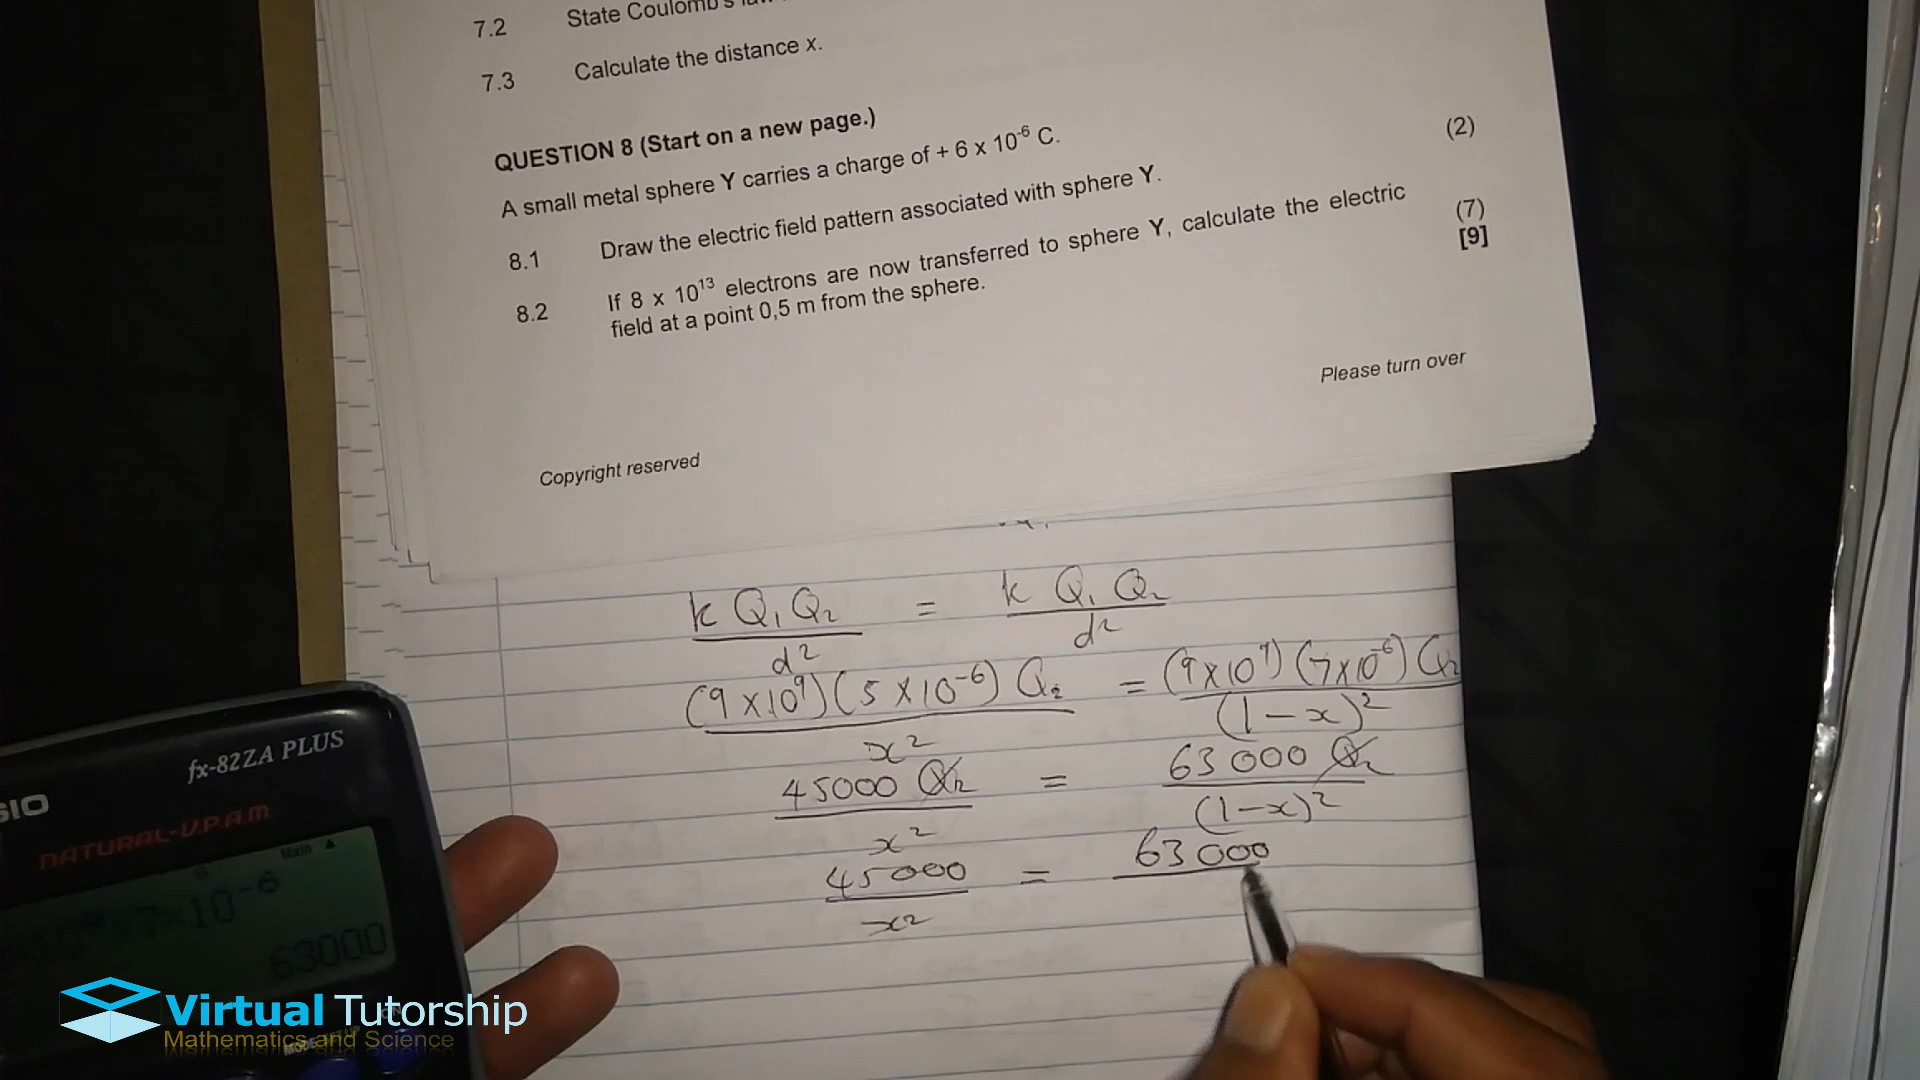 7.2 State Coulomb's law
7.3 Calculate the distance x.
QUESTION 8 (Start on a new page.)
A small metal sphere Y carries a charge of + 6 x 10⁻⁶ C.
8.1 Draw the electric field pattern associated with sphere Y. (2)
8.2 If 8 x 10¹³ electrons are now transferred to sphere Y, calculate the electric
field at a point 0,5 m from the sphere. (7)
[9]
Please turn over
Copyright reserved
k Q₁ Q₂ / d² = k Q₁ Q₂ / d²
(9 x 10⁹)(5 x 10⁻⁶) Q₂ / x² = (9 x 10⁹)(7 x 10⁻⁶) Q₂ / (1 - x)²
45000 Q₂ / x² = 63 000 Q₂ / (1 - x)²
45000 / x² = 63 000
SIO
fx-82ZA PLUS
NATURAL-V.P.A.M.
Math ▲
x7x10⁻⁶
63000
Virtual Tutorship
Mathematics and Science